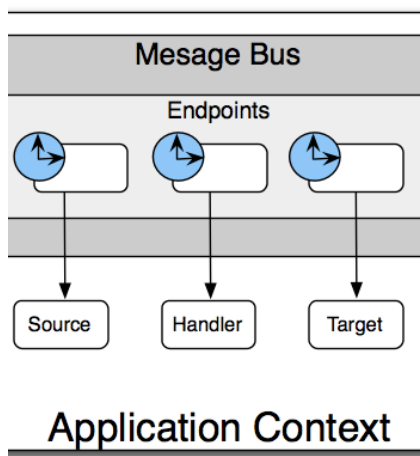 Mesage Bus
Endpoints
Source Handler Target
Application Context